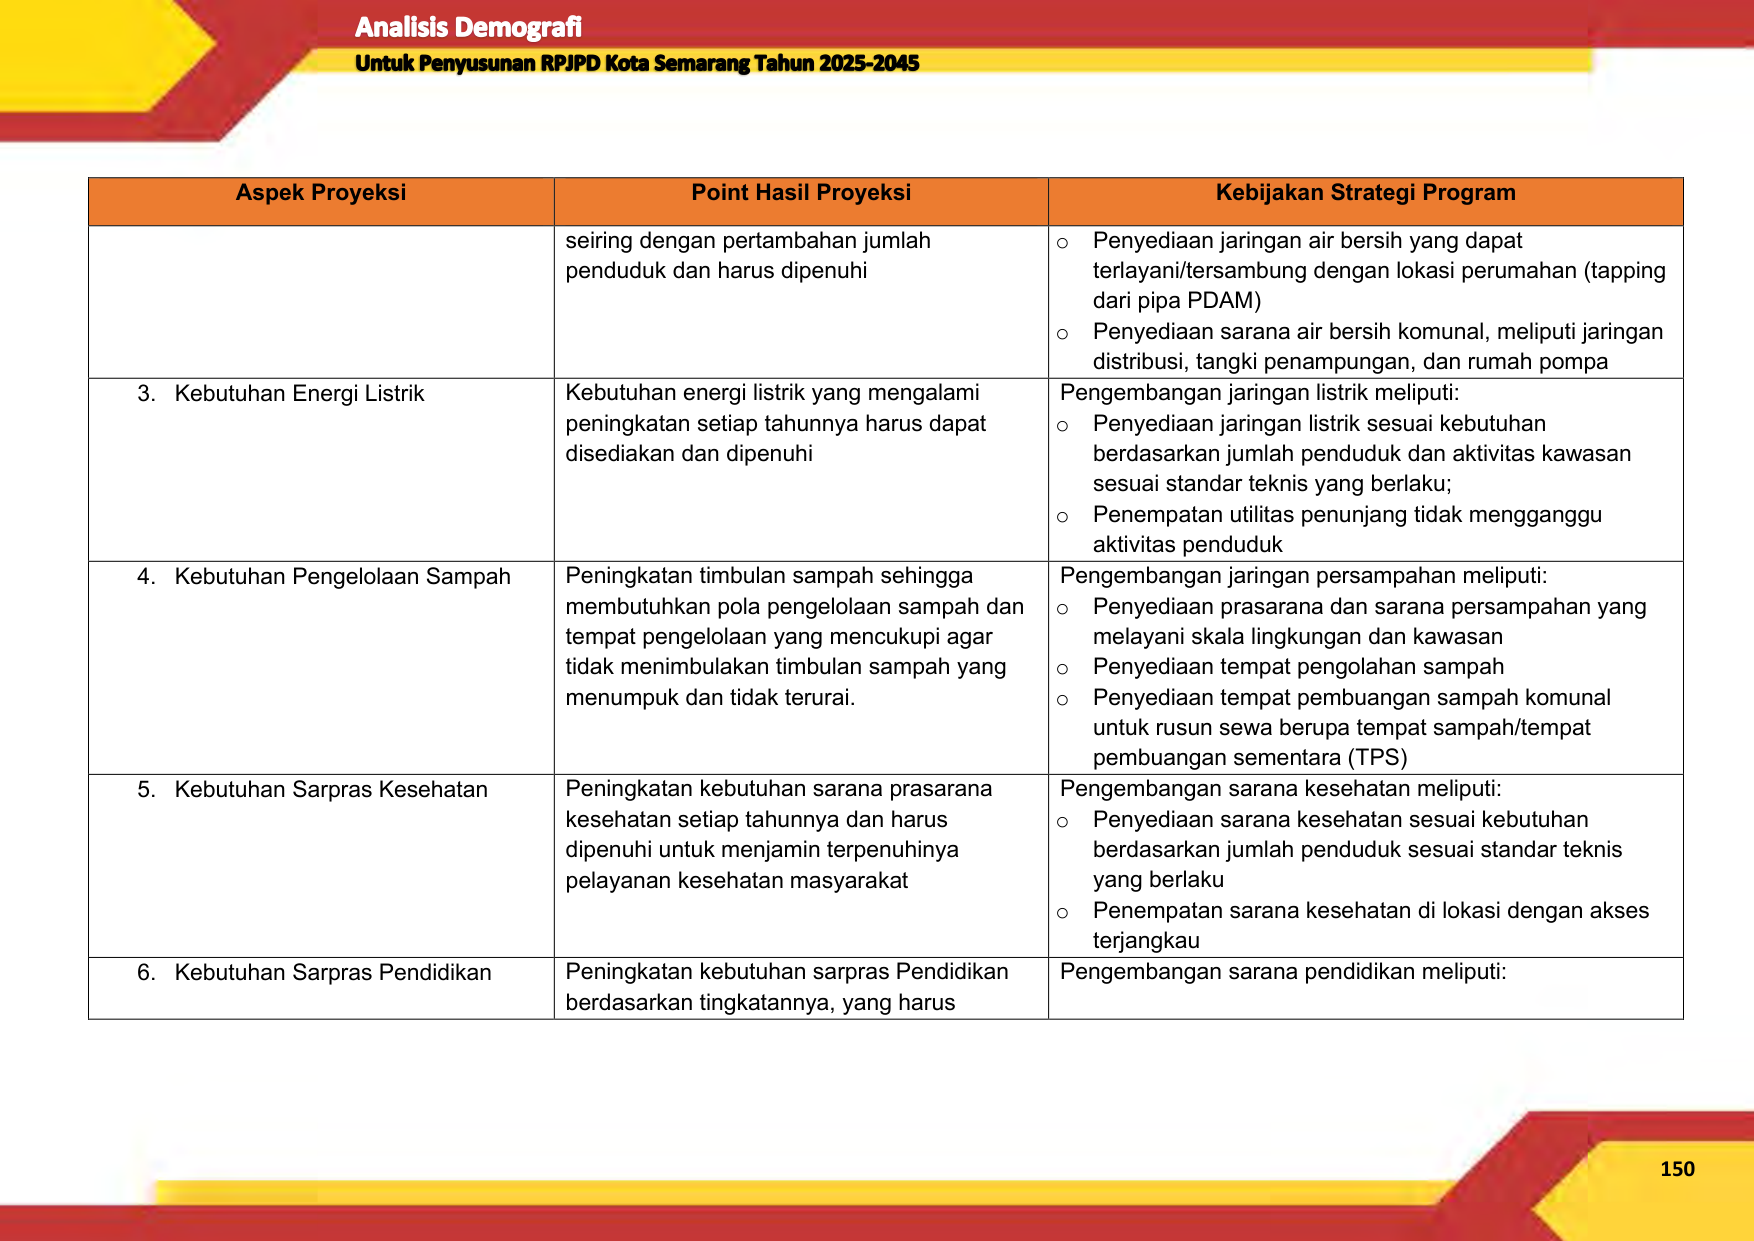 Analisis Demografi
Untuk Penyusunan RPJPD Kota Semarang Tahun 2025-2045
Aspek Proyeksi
Point Hasil Proyeksi
Kebijakan Strategi Program
seiring dengan pertambahan jumlah
penduduk dan harus dipenuhi
o Penyediaan jaringan air bersih yang dapat
terlayani/tersambung dengan lokasi perumahan (tapping
dari pipa PDAM)
o Penyediaan sarana air bersih komunal, meliputi jaringan
distribusi, tangki penampungan, dan rumah pompa
3. Kebutuhan Energi Listrik
Kebutuhan energi listrik yang mengalami
peningkatan setiap tahunnya harus dapat
disediakan dan dipenuhi
Pengembangan jaringan listrik meliputi:
o Penyediaan jaringan listrik sesuai kebutuhan
berdasarkan jumlah penduduk dan aktivitas kawasan
sesuai standar teknis yang berlaku;
o Penempatan utilitas penunjang tidak mengganggu
aktivitas penduduk
4. Kebutuhan Pengelolaan Sampah
Peningkatan timbulan sampah sehingga
membutuhkan pola pengelolaan sampah dan
tempat pengelolaan yang mencukupi agar
tidak menimbulakan timbulan sampah yang
menumpuk dan tidak terurai.
Pengembangan jaringan persampahan meliputi:
o Penyediaan prasarana dan sarana persampahan yang
melayani skala lingkungan dan kawasan
o Penyediaan tempat pengolahan sampah
o Penyediaan tempat pembuangan sampah komunal
untuk rusun sewa berupa tempat sampah/tempat
pembuangan sementara (TPS)
5. Kebutuhan Sarpras Kesehatan
Peningkatan kebutuhan sarana prasarana
kesehatan setiap tahunnya dan harus
dipenuhi untuk menjamin terpenuhinya
pelayanan kesehatan masyarakat
Pengembangan sarana kesehatan meliputi:
o Penyediaan sarana kesehatan sesuai kebutuhan
berdasarkan jumlah penduduk sesuai standar teknis
yang berlaku
o Penempatan sarana kesehatan di lokasi dengan akses
terjangkau
6. Kebutuhan Sarpras Pendidikan
Peningkatan kebutuhan sarpras Pendidikan
berdasarkan tingkatannya, yang harus
Pengembangan sarana pendidikan meliputi:
150